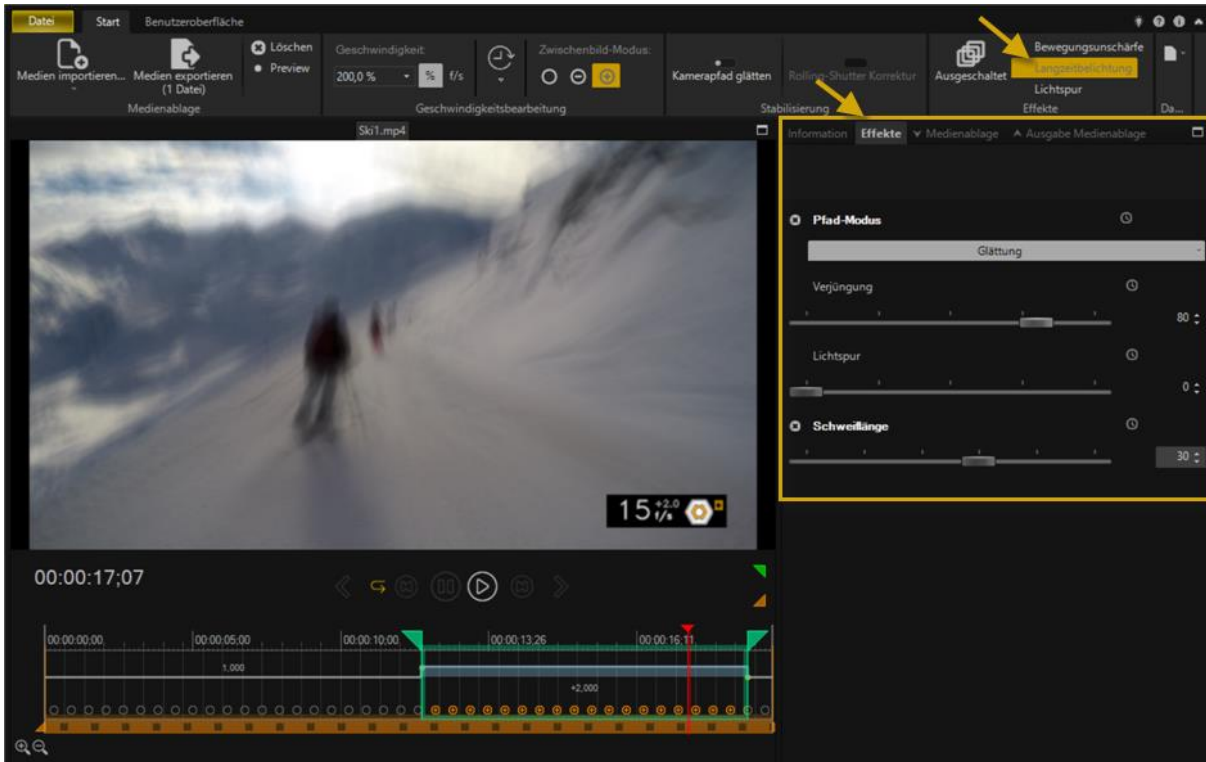 Datei Start Benutzeroberfläche
Medien importieren...
Medien exportieren
(1 Datei)
Löschen
Preview
Medienablage
Geschwindigkeit:
200,0 % % f/s
Zwischenbild-Modus:
Geschwindigkeitsbearbeitung
Kamerapfad glätten
Rolling-Shutter Korrektur
Stabilisierung
Ausgeschaltet
Bewegungsunschärfe
Langzeitbelichtung
Lichtspur
Effekte
Da...
Ski1.mp4
Information Effekte Medienablage Ausgabe Medienablage
Pfad-Modus
Glättung
Verjüngung
80
Lichtspur
0
Schweiflänge
30
15 +2.0 f/s
00:00:17;07
00:00:00;00 00:00:05;00 00:00:10;00 00:00:13;26 00:00:16;11
1,000
+2,000